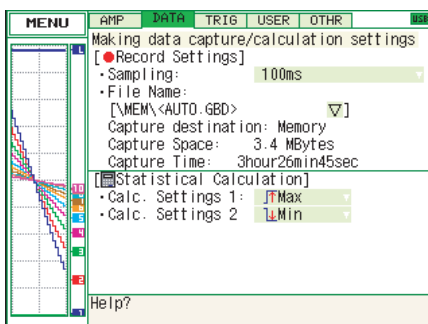 MENU AMP DATA TRIG USER OTHR USB
Making data capture/calculation settings
[●Record Settings]
・Sampling: 100ms
・File Name:
[\MEM\<AUTO.GBD> ▽]
Capture destination: Memory
Capture Space: 3.4 MBytes
Capture Time: 3hour26min45sec
[Statistical Calculation]
・Calc. Settings 1: Max
・Calc. Settings 2 Min
Help?
10